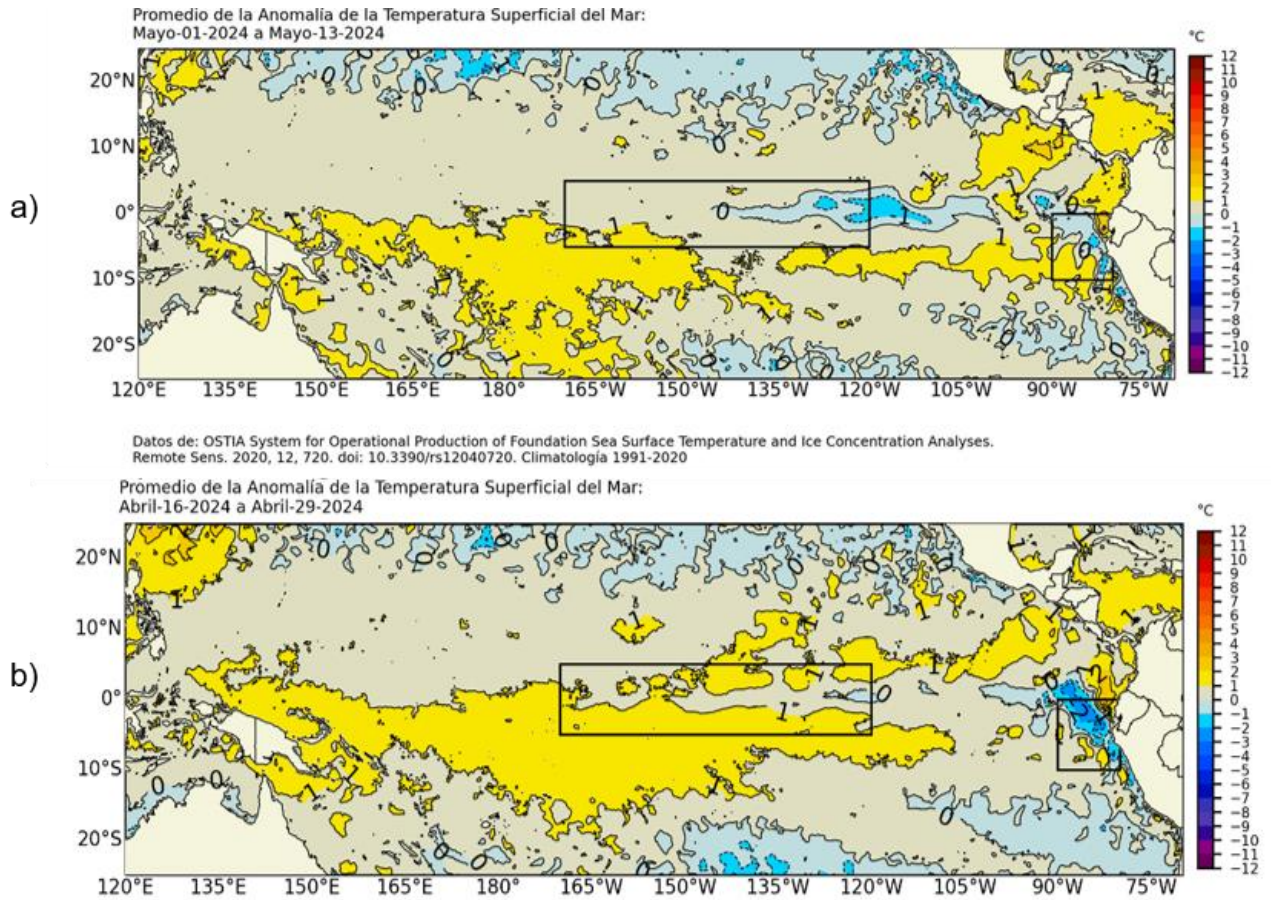 Promedio de la Anomalía de la Temperatura Superficial del Mar:
Mayo-01-2024 a Mayo-13-2024
°C
a)
20°N
10°N
0°
10°S
20°S
120°E 135°E 150°E 165°E 180° 165°W 150°W 135°W 120°W 105°W 90°W 75°W
12
11
10
9
8
7
6
5
4
3
2
1
0
−1
−2
−3
−4
−5
−6
−7
−8
−9
−10
−11
−12
Datos de: OSTIA System for Operational Production of Foundation Sea Surface Temperature and Ice Concentration Analyses.
Remote Sens. 2020, 12, 720. doi: 10.3390/rs12040720. Climatología 1991-2020
Promedio de la Anomalía de la Temperatura Superficial del Mar:
Abril-16-2024 a Abril-29-2024
°C
b)
20°N
10°N
0°
10°S
20°S
120°E 135°E 150°E 165°E 180° 165°W 150°W 135°W 120°W 105°W 90°W 75°W
12
11
10
9
8
7
6
5
4
3
2
1
0
−1
−2
−3
−4
−5
−6
−7
−8
−9
−10
−11
−12